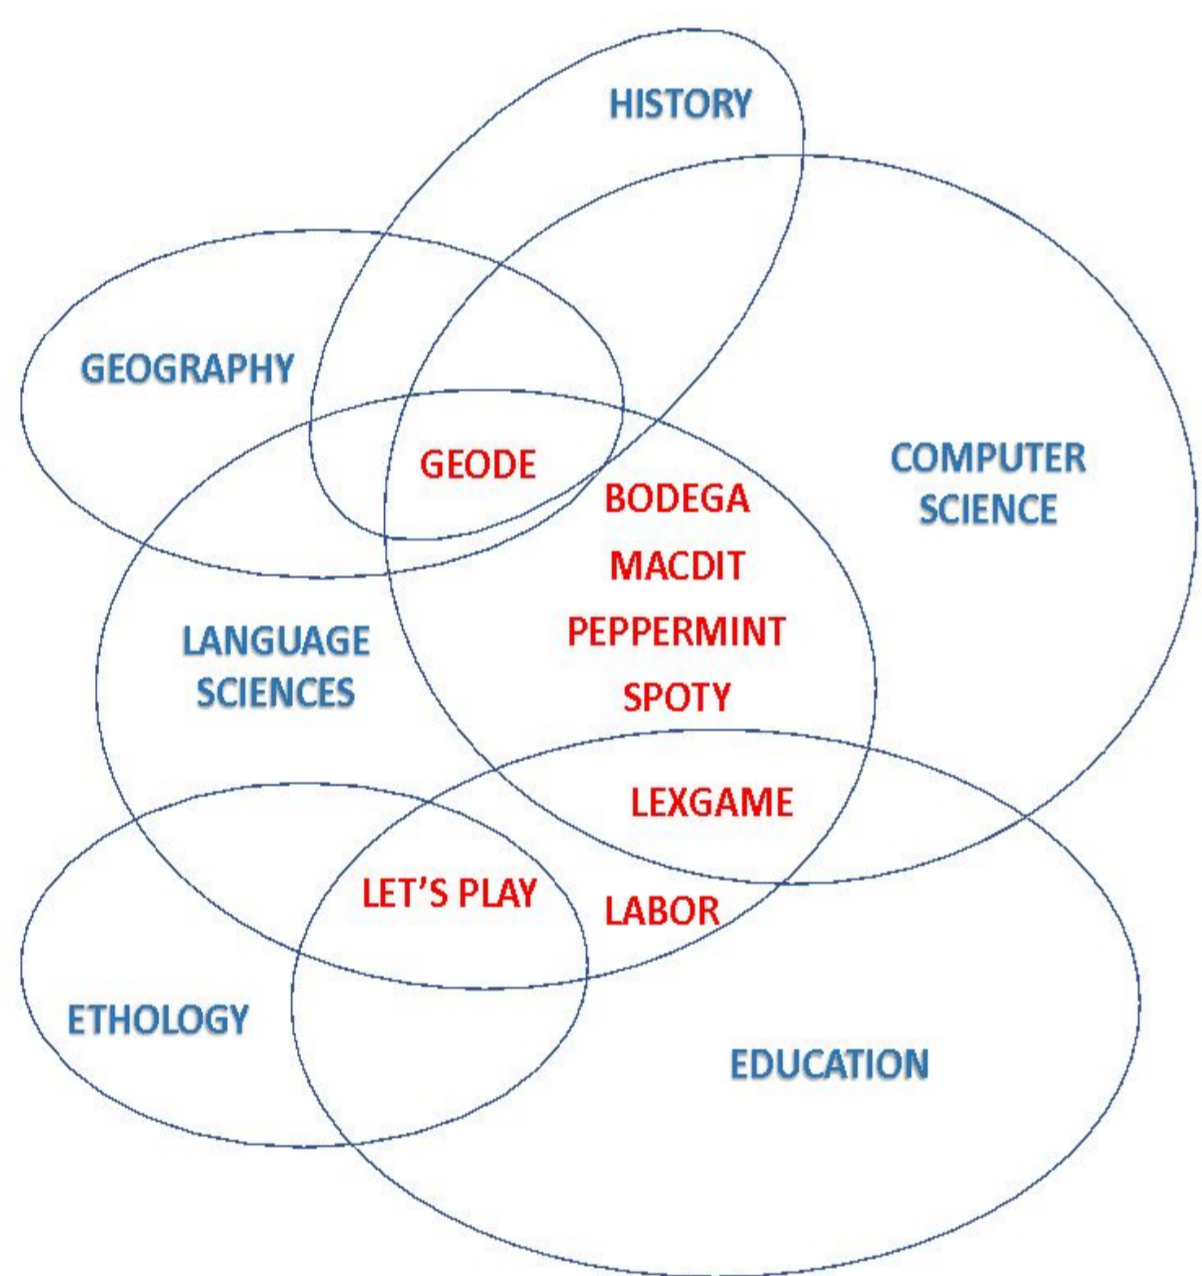 HISTORY
GEOGRAPHY
GEODE
COMPUTER
SCIENCE
BODEGA
MACDIT
PEPPERMINT
SPOTY
LANGUAGE
SCIENCES
LEXGAME
LET'S PLAY
LABOR
ETHOLOGY
EDUCATION